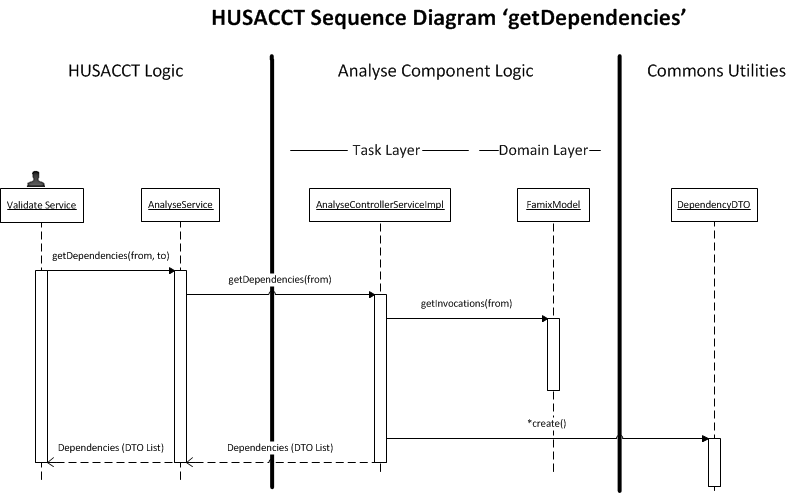 HUSACCT Sequence Diagram ‘getDependencies’
HUSACCT Logic
Analyse Component Logic
Commons Utilities
Task Layer
Domain Layer
Validate Service
AnalyseService
AnalyseControllerServiceImpl
FamixModel
DependencyDTO
getDependencies(from, to)
getDependencies(from)
getInvocations(from)
*create()
Dependencies (DTO List)
Dependencies (DTO List)